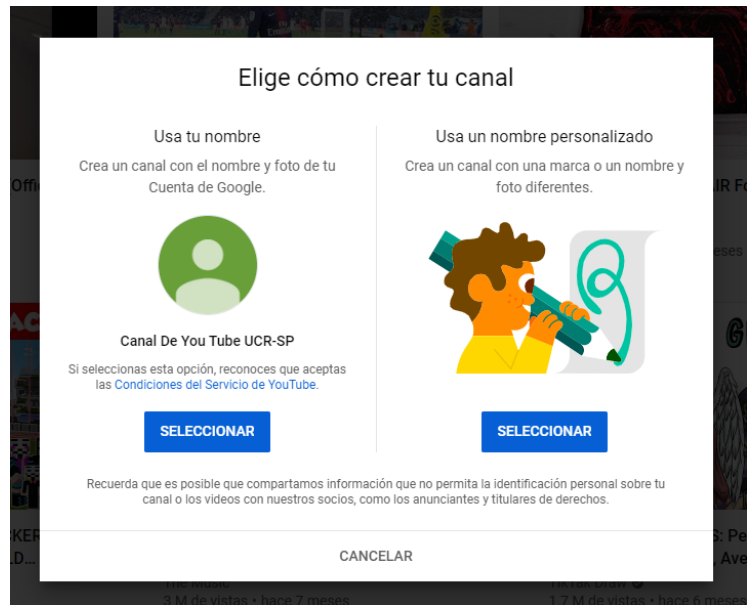 Elige cómo crear tu canal
Usa tu nombre
Crea un canal con el nombre y foto de tu
Cuenta de Google.
Canal De You Tube UCR-SP
Si seleccionas esta opción, reconoces que aceptas
las Condiciones del Servicio de YouTube.
SELECCIONAR
Usa un nombre personalizado
Crea un canal con una marca o un nombre y
foto diferentes.
SELECCIONAR
Recuerda que es posible que compartamos información que no permita la identificación personal sobre tu
canal o los videos con nuestros socios, como los anunciantes y titulares de derechos.
CANCELAR
3 M de vistas • hace 7 meses
TikTak Draw
1.7 M de vistas • hace 6 meses